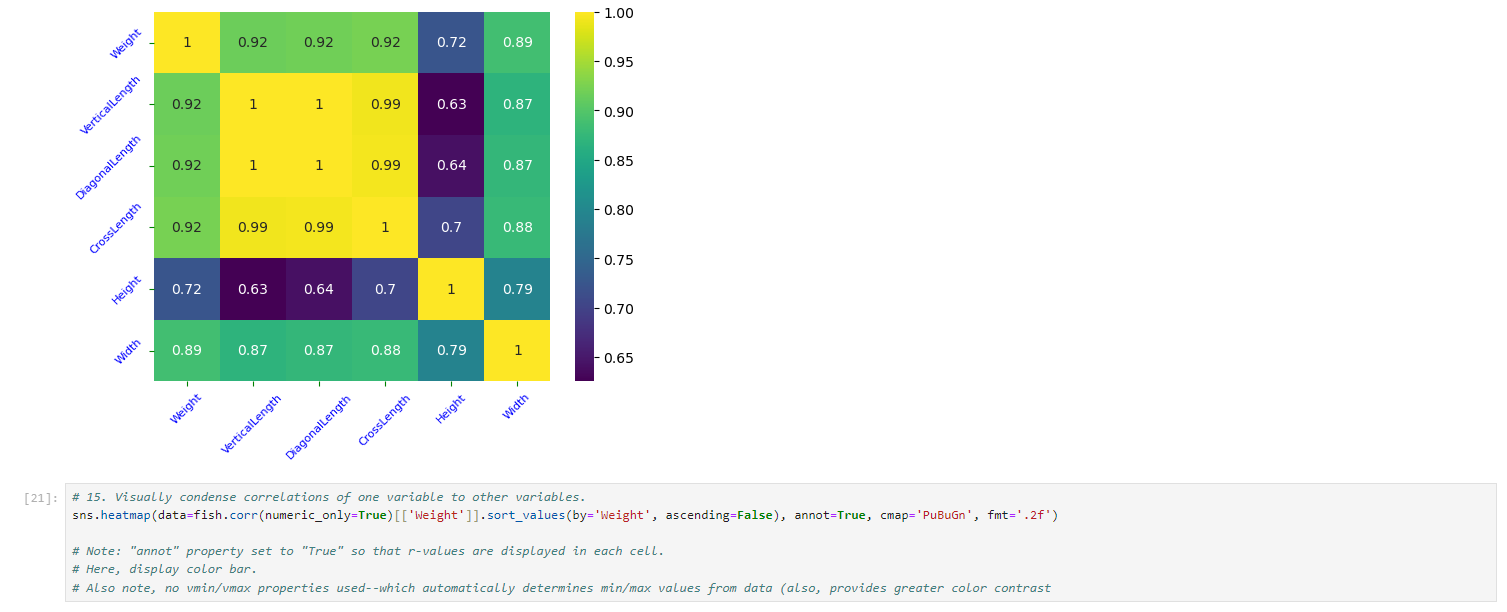 Weight 1 0.92 0.92 0.92 0.72 0.89 1.00
0.95
VerticalLength 0.92 1 1 0.99 0.63 0.87
0.90
DiagonalLength 0.92 1 1 0.99 0.64 0.87
0.85
0.80
CrossLength 0.92 0.99 0.99 1 0.7 0.88
0.75
Height 0.72 0.63 0.64 0.7 1 0.79
0.70
Width 0.89 0.87 0.87 0.88 0.79 1
0.65
Weight VerticalLength DiagonalLength CrossLength Height Width
[21]: # 15. Visually condense correlations of one variable to other variables.
sns.heatmap(data=fish.corr(numeric_only=True)[['Weight']].sort_values(by='Weight', ascending=False), annot=True, cmap='PuBuGn', fmt='.2f')
# Note: "annot" property set to "True" so that r-values are displayed in each cell.
# Here, display color bar.
# Also note, no vmin/vmax properties used--which automatically determines min/max values from data (also, provides greater color contrast